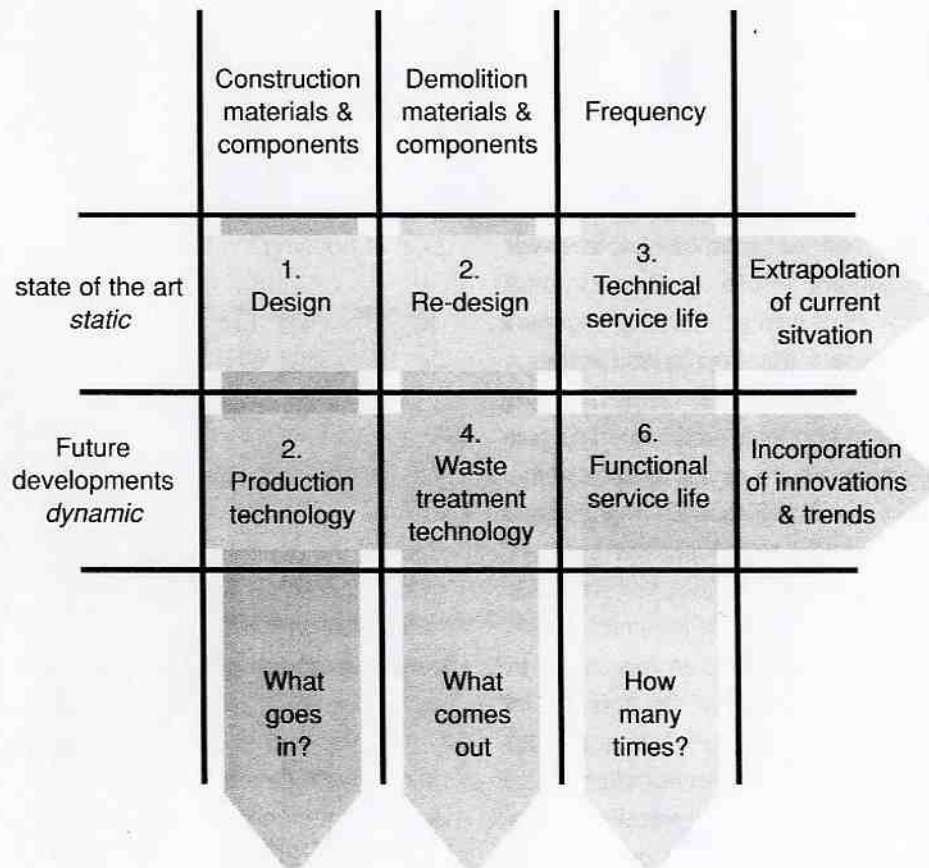 Construction
materials &
components
Demolition
materials &
components
Frequency
state of the art
static
1.
Design
2.
Re-design
3.
Technical
service life
Extrapolation
of current
sitvation
Future
developments
dynamic
2.
Production
technology
4.
Waste
treatment
technology
6.
Functional
service life
Incorporation
of innovations
& trends
What
goes
in?
What
comes
out
How
many
times?